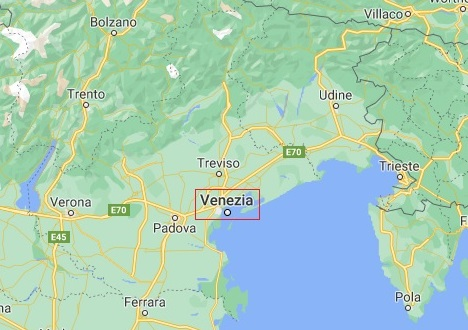 Bolzano
Villaco
Trento
Udine
E70
Treviso
Trieste
Verona
E70
Venezia
Padova
E45
F
Ferrara
Pola